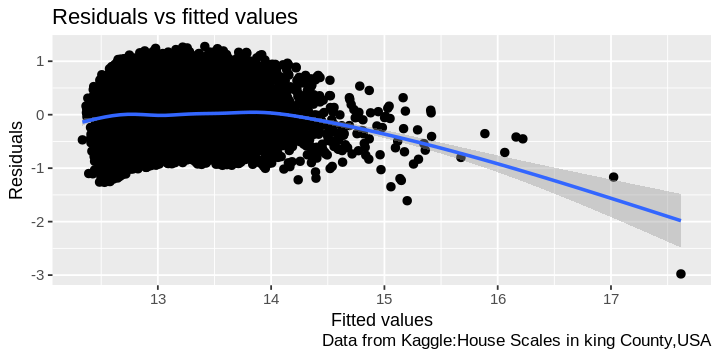 Residuals vs fitted values
1
0
-1
-2
-3
Residuals
13 14 15 16 17
Fitted values
Data from Kaggle:House Scales in king County,USA